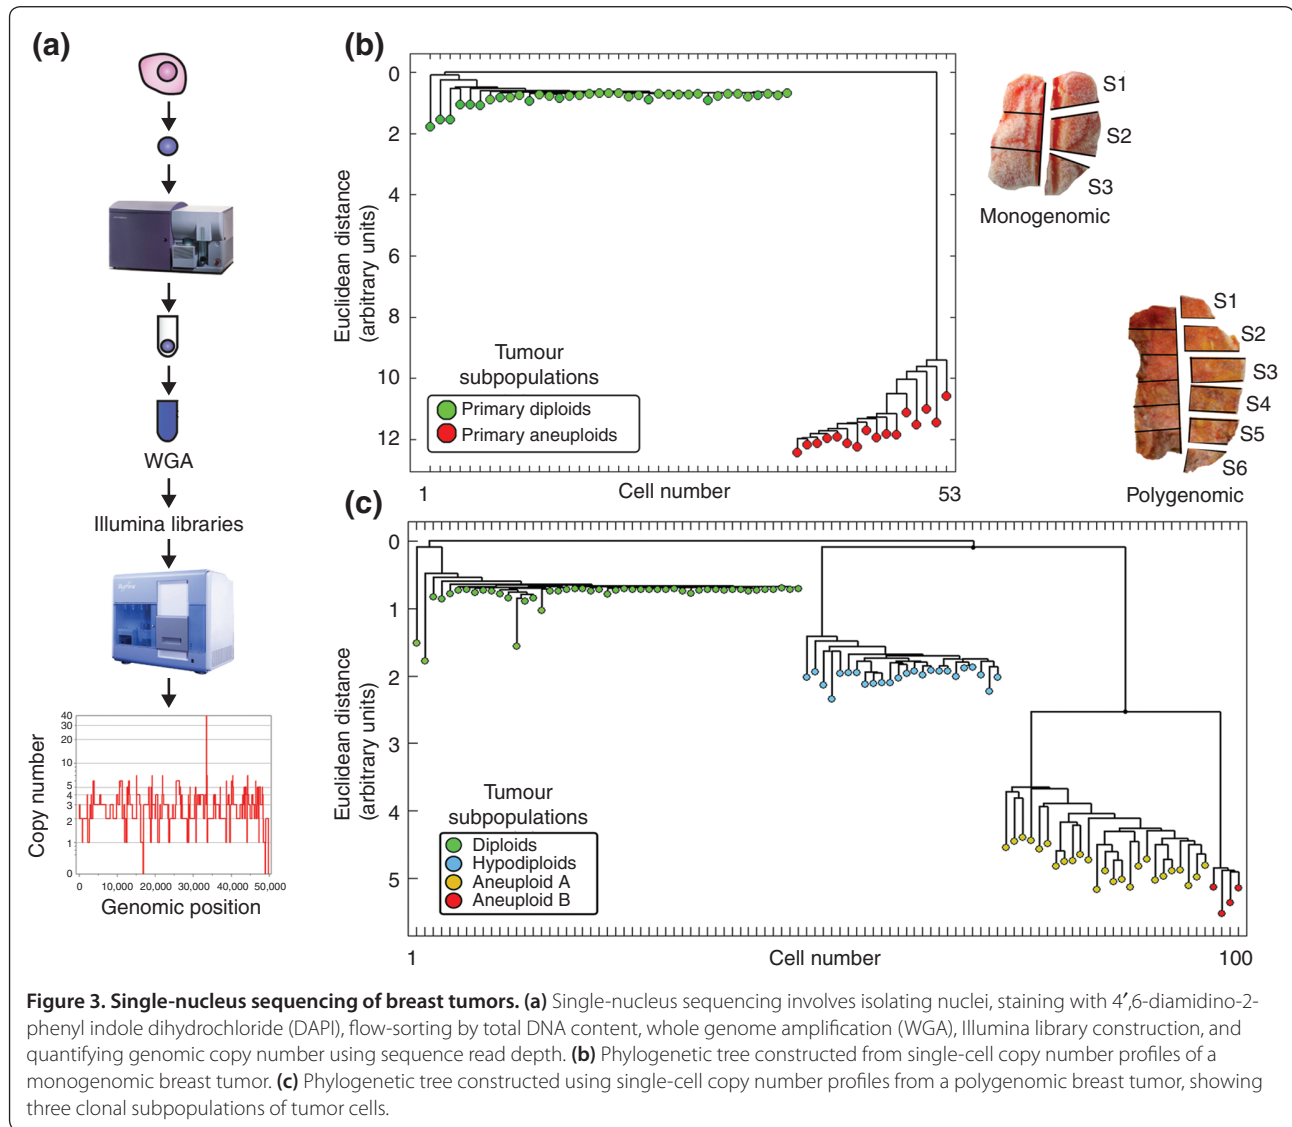 (a)
WGA
Illumina libraries
Copy number
40
30
20
10
5
4
3
2
1
0
0 10,000 20,000 30,000 40,000 50,000
Genomic position
(b)
Euclidean distance
(arbitrary units)
0
2
4
6
8
10
12
Tumour
subpopulations
Primary diploids
Primary aneuploids
1 Cell number 53
S1
S2
S3
Monogenomic
S1
S2
S3
S4
S5
S6
Polygenomic
(c)
Euclidean distance
(arbitrary units)
0
1
2
3
4
5
Tumour
subpopulations
Diploids
Hypodiploids
Aneuploid A
Aneuploid B
1 Cell number 100
Figure 3. Single-nucleus sequencing of breast tumors. (a) Single-nucleus sequencing involves isolating nuclei, staining with 4′,6-diamidino-2-
phenyl indole dihydrochloride (DAPI), flow-sorting by total DNA content, whole genome amplification (WGA), Illumina library construction, and
quantifying genomic copy number using sequence read depth. (b) Phylogenetic tree constructed from single-cell copy number profiles of a
monogenomic breast tumor. (c) Phylogenetic tree constructed using single-cell copy number profiles from a polygenomic breast tumor, showing
three clonal subpopulations of tumor cells.